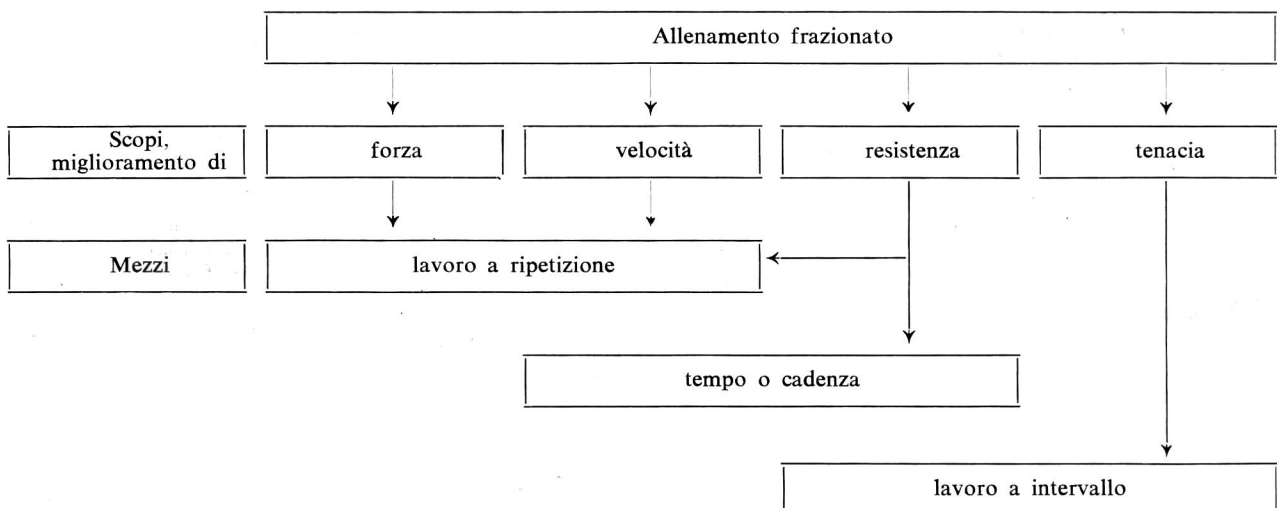 Allenamento frazionato
Scopi,
miglioramento di
forza
velocità
resistenza
tenacia
Mezzi
lavoro a ripetizione
tempo o cadenza
lavoro a intervallo